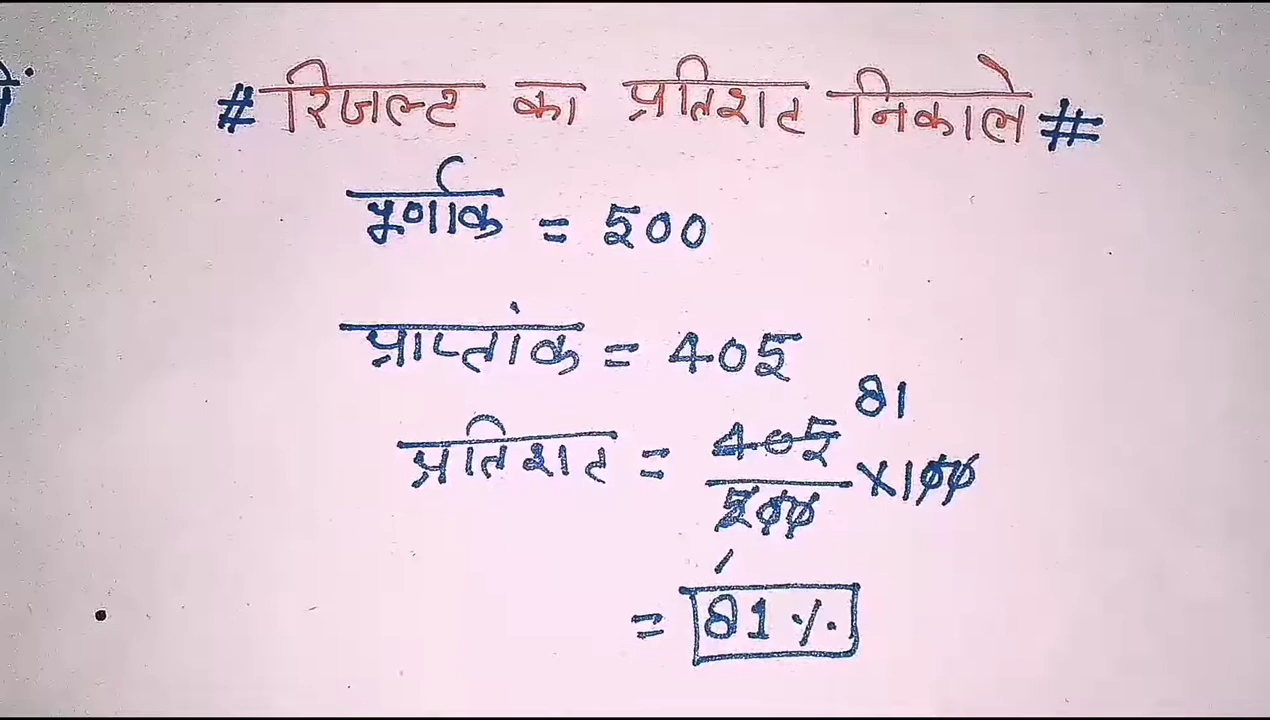 # रिजल्ट का प्रतिशत निकाले #
पूर्णाक = 500
प्राप्तांक = 405
81
प्रतिशत = 405/500 ×100
= 81 %